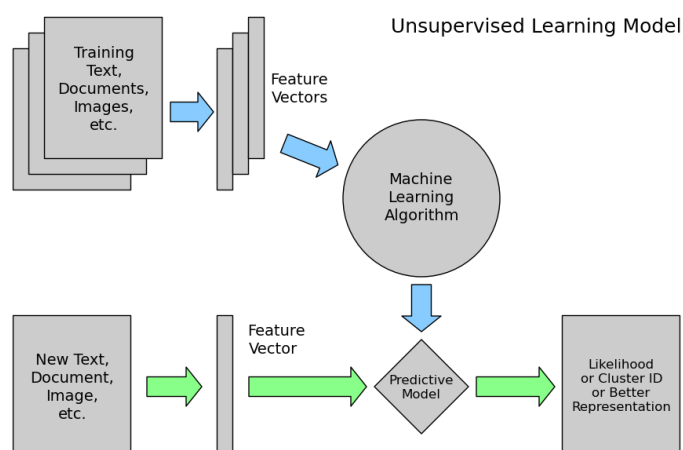 Unsupervised Learning Model
Training
Text,
Documents,
Images,
etc.
Feature
Vectors
Machine
Learning
Algorithm
New Text,
Document,
Image,
etc.
Feature
Vector
Predictive
Model
Likelihood
or Cluster ID
or Better
Representation